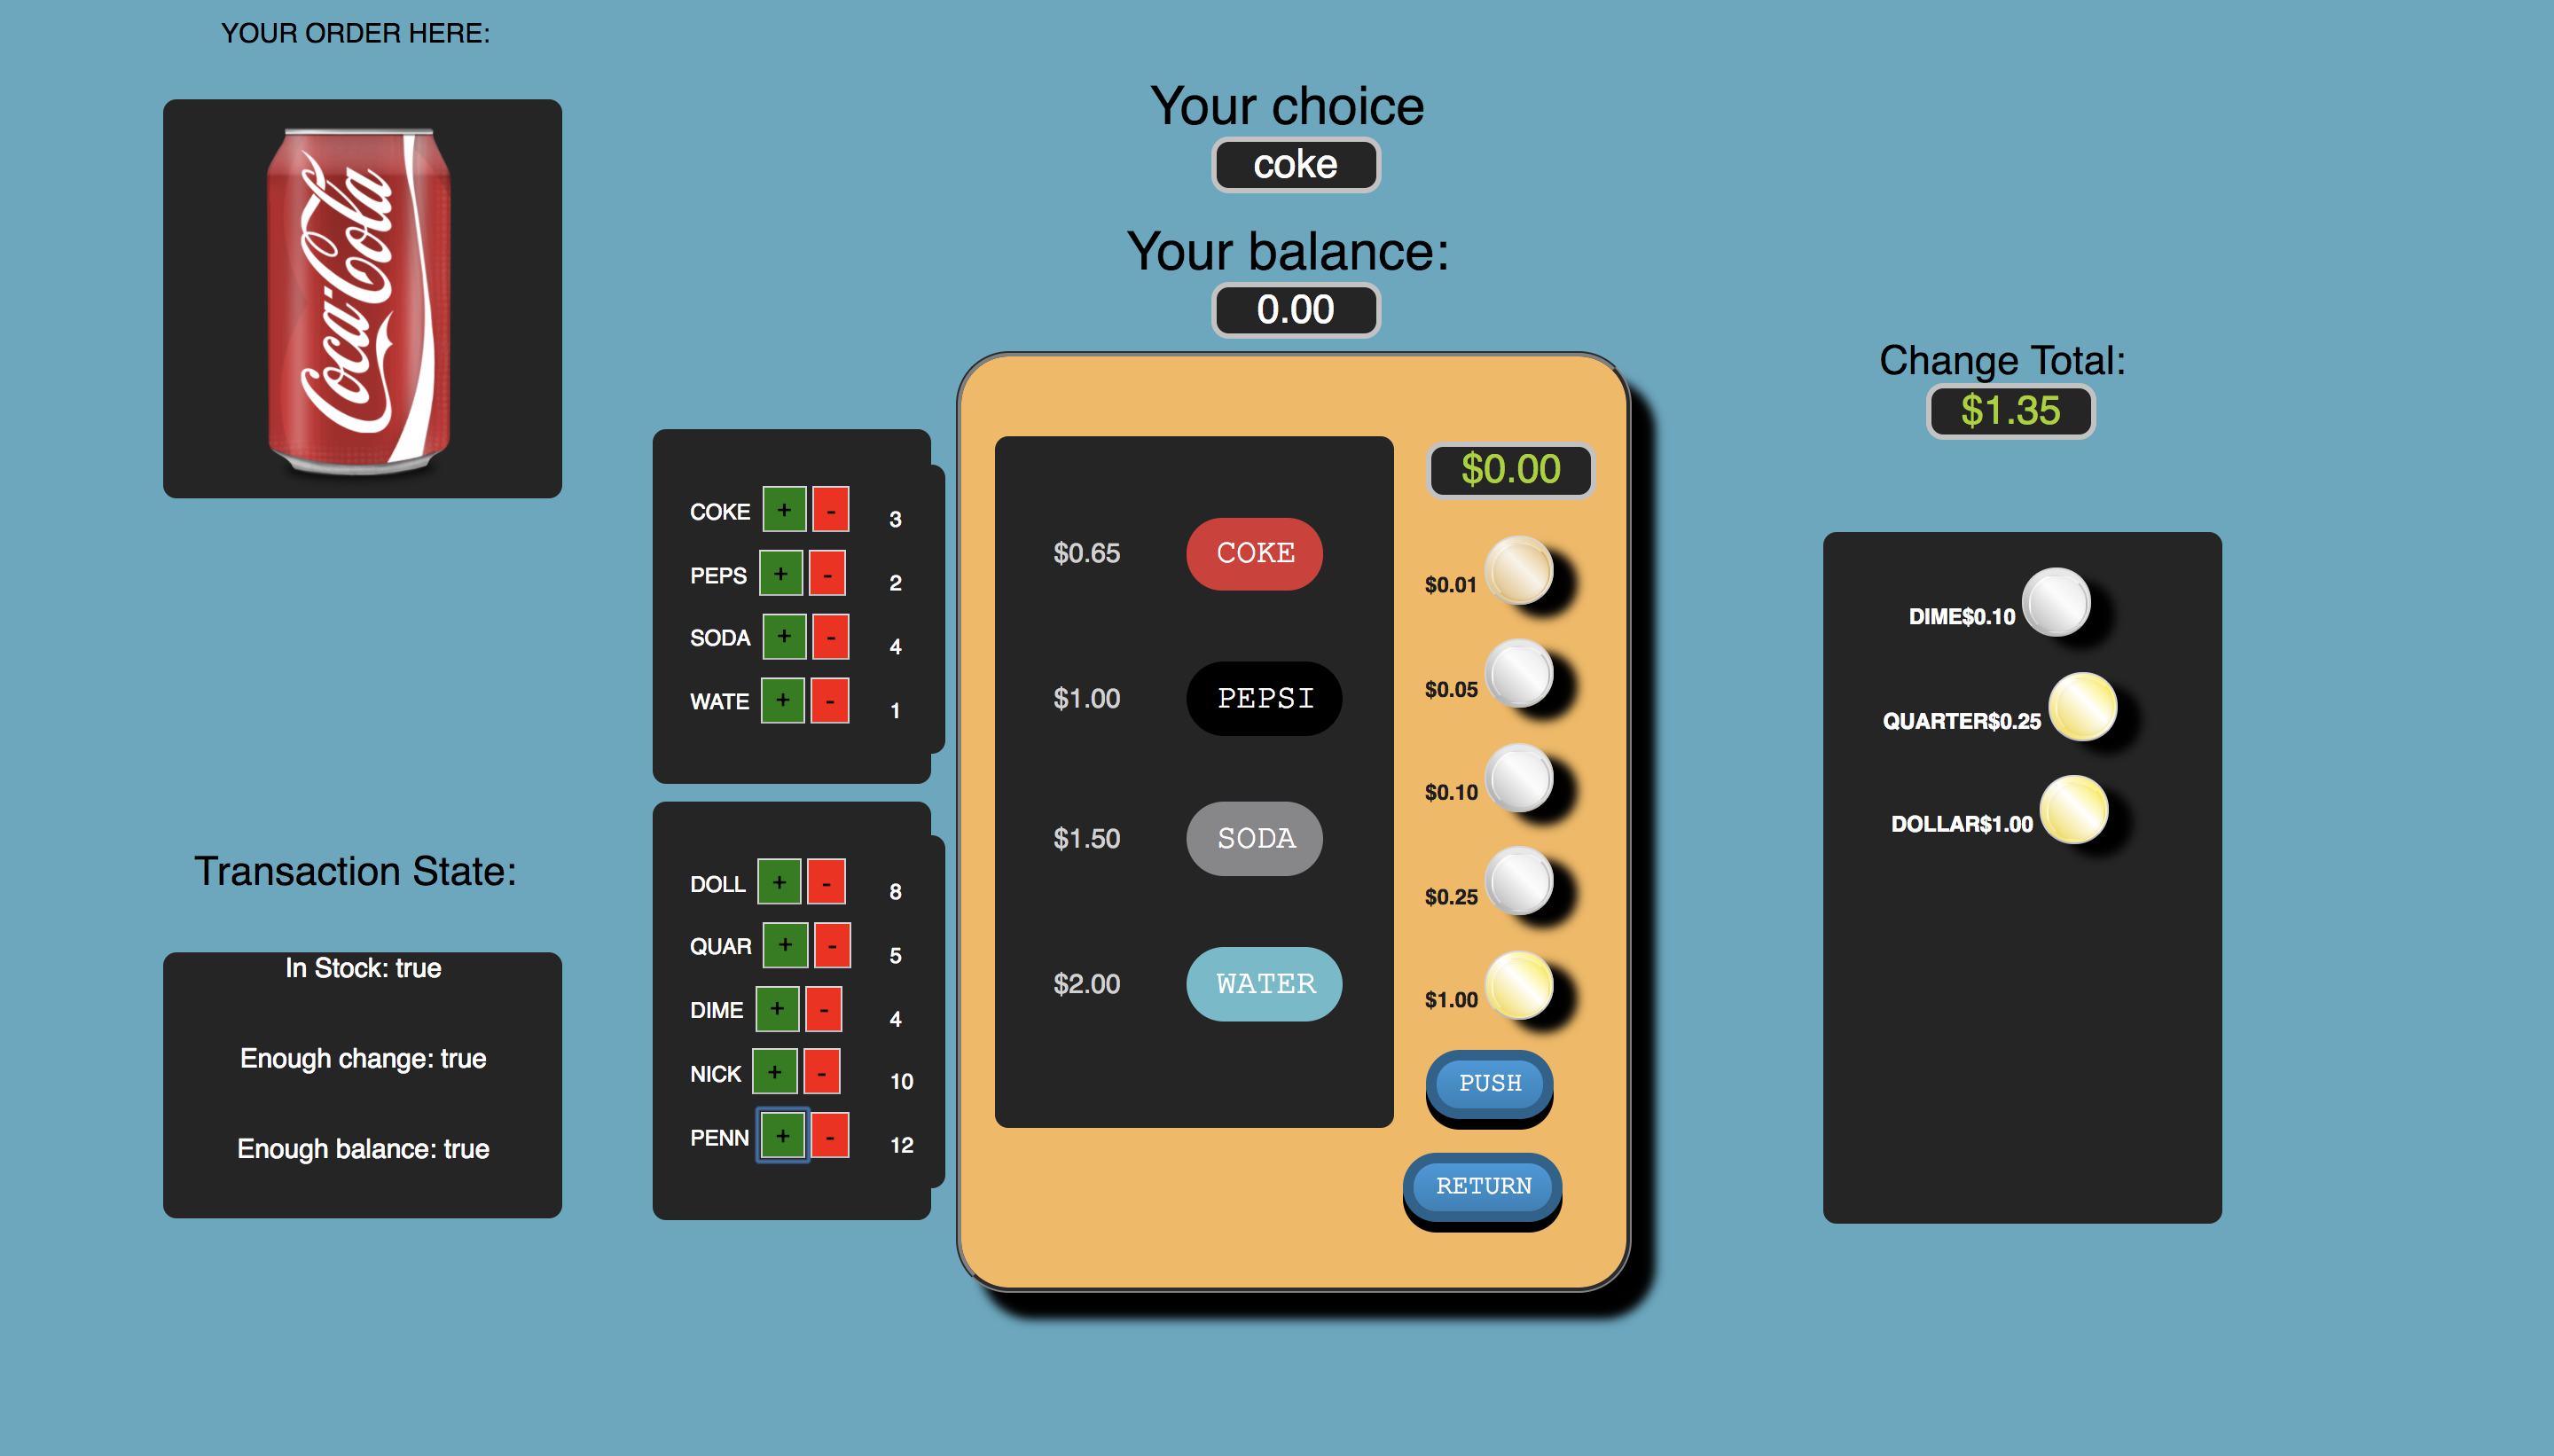 YOUR ORDER HERE:
Coca-Cola
Your choice
coke
Your balance:
0.00
Change Total:
$1.35
COKE + - 3
PEPS + - 2
SODA + - 4
WATE + - 1
DOLL + - 8
QUAR + - 5
DIME + - 4
NICK + - 10
PENN + - 12
$0.65 COKE
$1.00 PEPSI
$1.50 SODA
$2.00 WATER
$0.00
$0.01
$0.05
$0.10
$0.25
$1.00
PUSH
RETURN
DIME$0.10
QUARTER$0.25
DOLLAR$1.00
Transaction State:
In Stock: true
Enough change: true
Enough balance: true